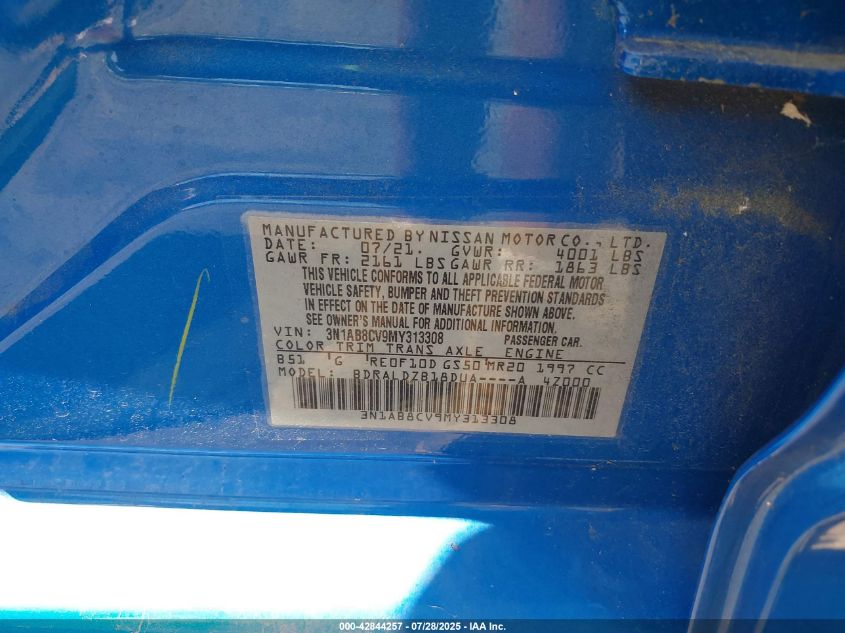 MANUFACTURED BY NISSAN MOTOR CO., LTD.
DATE: 07/21. GVWR: 4001 LBS
GAWR FR: 2161 LBS GAWR RR: 1863 LBS
THIS VEHICLE CONFORMS TO ALL APPLICABLE FEDERAL MOTOR
VEHICLE SAFETY, BUMPER AND THEFT PREVENTION STANDARDS
IN EFFECT ON THE DATE OF MANUFACTURE SHOWN ABOVE.
SEE OWNER'S MANUAL FOR ADDITIONAL INFORMATION.
VIN: 3N1AB8CV9MY313308 PASSENGER CAR.
COLOR TRIM TRANS AXLE ENGINE
B51 G RE0F10D GS50 MR20 1997 CC
MODEL: BDRALDZB18DUA----A 4Z000
3N1AB8CV9MY313308
000-42844257 - 07/28/2025 - IAA Inc.